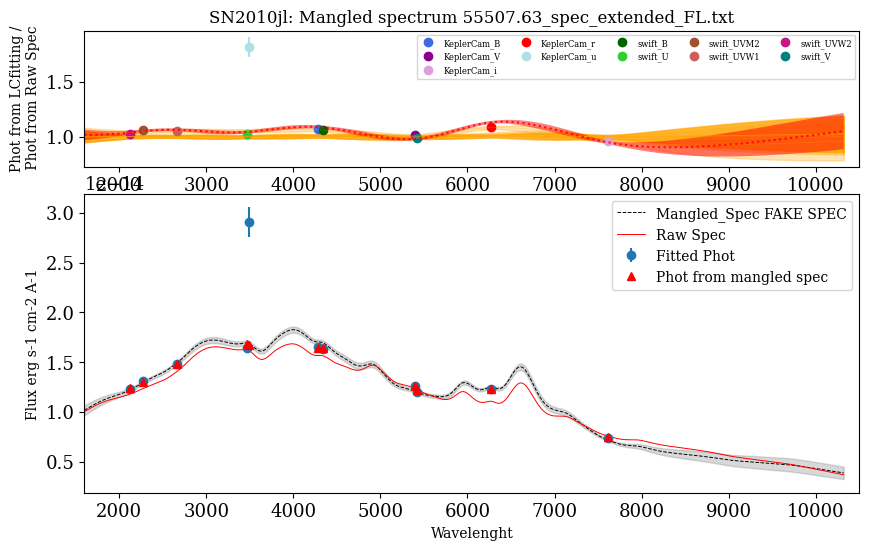 SN2010jl: Mangled spectrum 55507.63_spec_extended_FL.txt
Phot from LCfitting /
Phot from Raw Spec
1.5
1.0
KeplerCam_B
KeplerCam_V
KeplerCam_i
KeplerCam_r
KeplerCam_u
swift_B
swift_U
swift_UVM2
swift_UVW1
swift_UVW2
swift_V
2000 3000 4000 5000 6000 7000 8000 9000 10000
1e−14
Flux erg s-1 cm-2 A-1
3.0
2.5
2.0
1.5
1.0
0.5
Mangled_Spec FAKE SPEC
Raw Spec
Fitted Phot
Phot from mangled spec
2000 3000 4000 5000 6000 7000 8000 9000 10000
Wavelenght